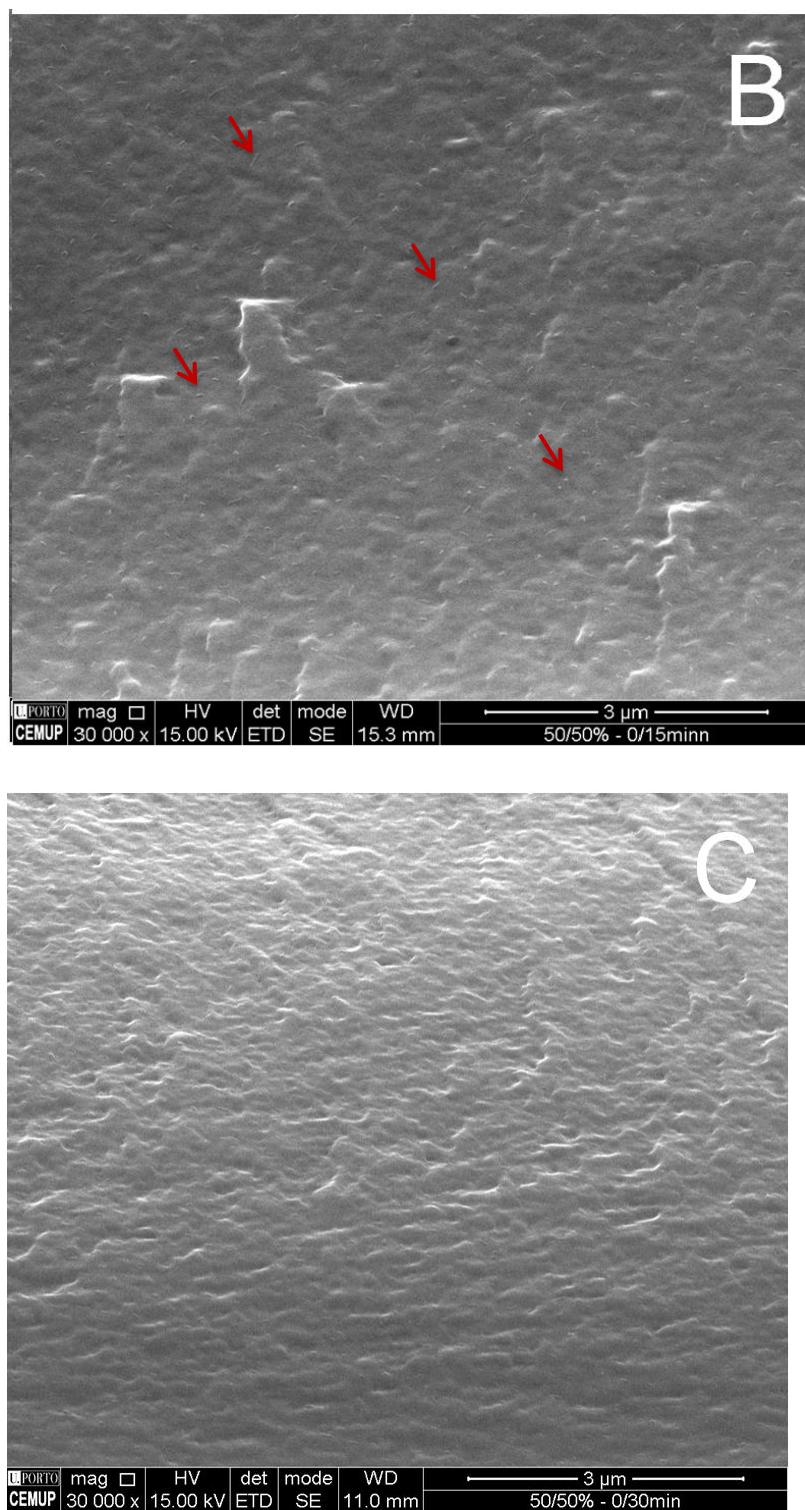 B
U. PORTO mag HV det mode WD 3 µm
CEMUP 30 000 x 15.00 kV ETD SE 15.3 mm 50/50% - 0/15minn
C
U. PORTO mag HV det mode WD 3 µm
CEMUP 30 000 x 15.00 kV ETD SE 11.0 mm 50/50% - 0/30min